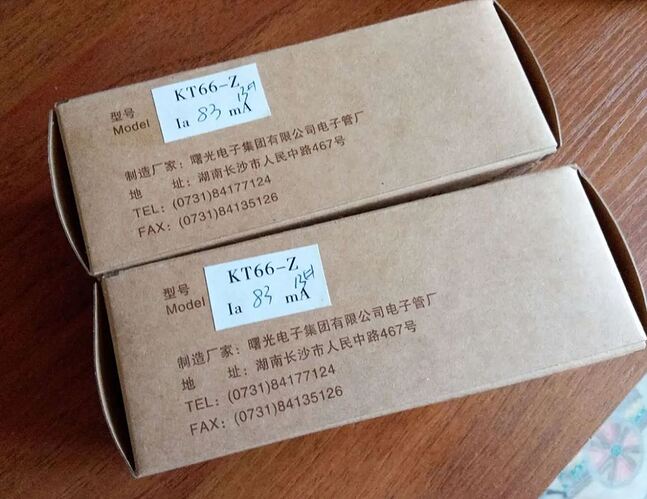 KT66-Z
型号
Model
Ia 83 mA
制造厂家：曙光电子集团有限公司电子管厂
地 址：湖南长沙市人民中路467号
TEL：(0731)84177124
FAX：(0731)84135126
KT66-Z
型号
Model
Ia 83 mA
制造厂家：曙光电子集团有限公司电子管厂
地 址：湖南长沙市人民中路467号
TEL：(0731)84177124
FAX：(0731)84135126